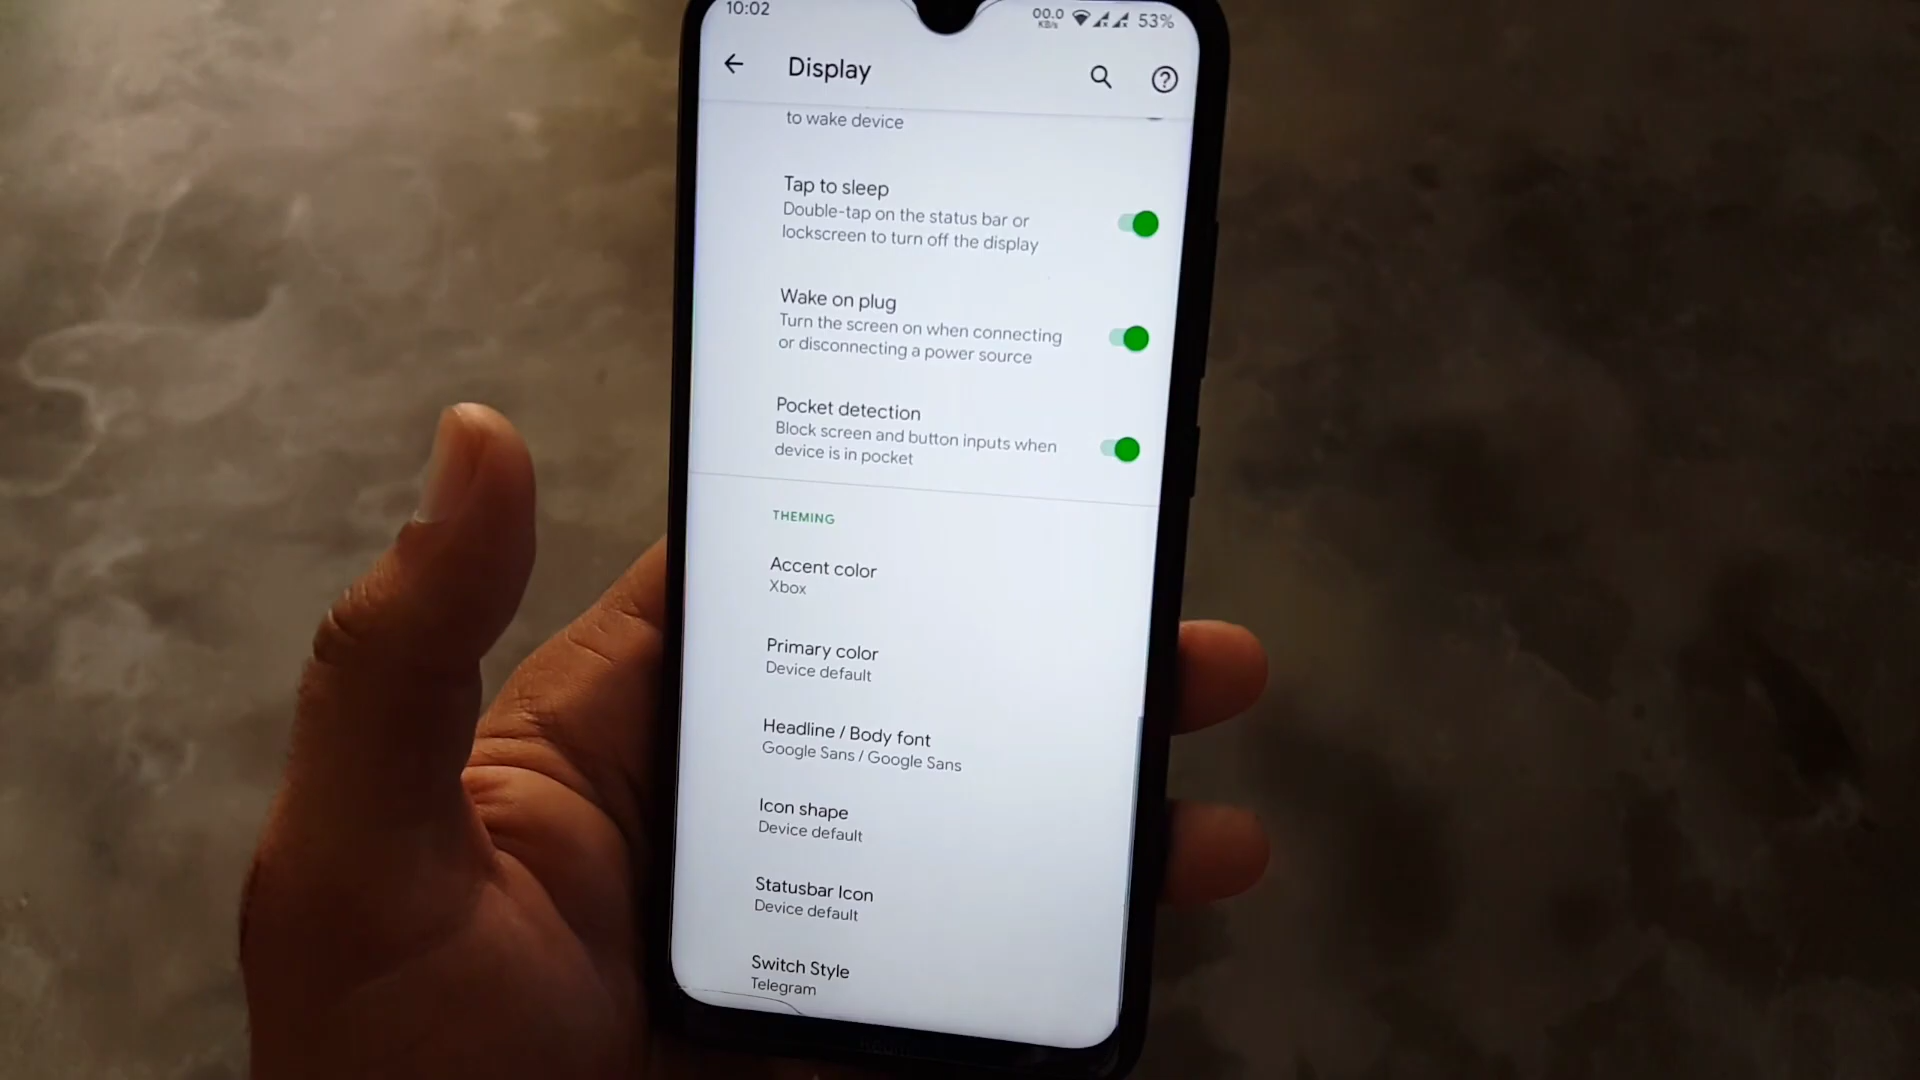 10:02
00.0
KB/s
53%
Display
to wake device
Tap to sleep
Double-tap on the status bar or
lockscreen to turn off the display
Wake on plug
Turn the screen on when connecting
or disconnecting a power source
Pocket detection
Block screen and button inputs when
device is in pocket
THEMING
Accent color
Xbox
Primary color
Device default
Headline / Body font
Google Sans / Google Sans
Icon shape
Device default
Statusbar Icon
Device default
Switch Style
Telegram